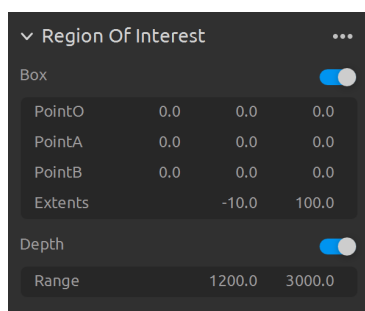 Region Of Interest
Box
PointO 0.0 0.0 0.0
PointA 0.0 0.0 0.0
PointB 0.0 0.0 0.0
Extents -10.0 100.0
Depth
Range 1200.0 3000.0